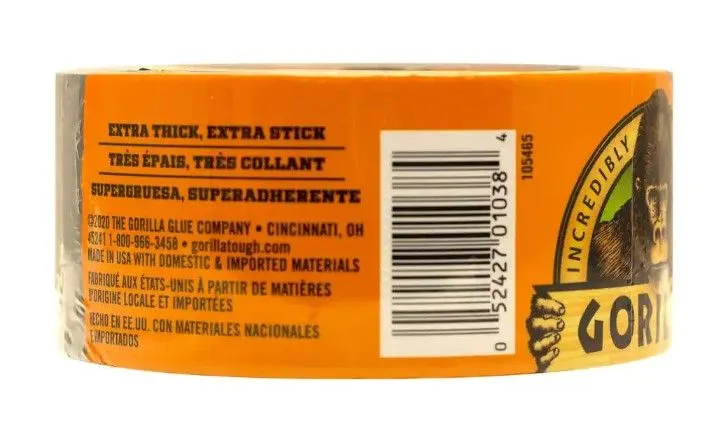 EXTRA THICK, EXTRA STICK
TRÈS ÉPAIS, TRÈS COLLANT
SUPERGRUESA, SUPERADHERENTE
©2020 THE GORILLA GLUE COMPANY • CINCINNATI, OH
45241 1-800-966-3458 • gorillatough.com
MADE IN USA WITH DOMESTIC & IMPORTED MATERIALS
FABRIQUÉ AUX ÉTATS-UNIS À PARTIR DE MATIÈRES
D'ORIGINE LOCALE ET IMPORTÉES
HECHO EN EE.UU. CON MATERIALES NACIONALES
E IMPORTADOS
0 52427 01038 4
105465
INCREDIBLY
GORI